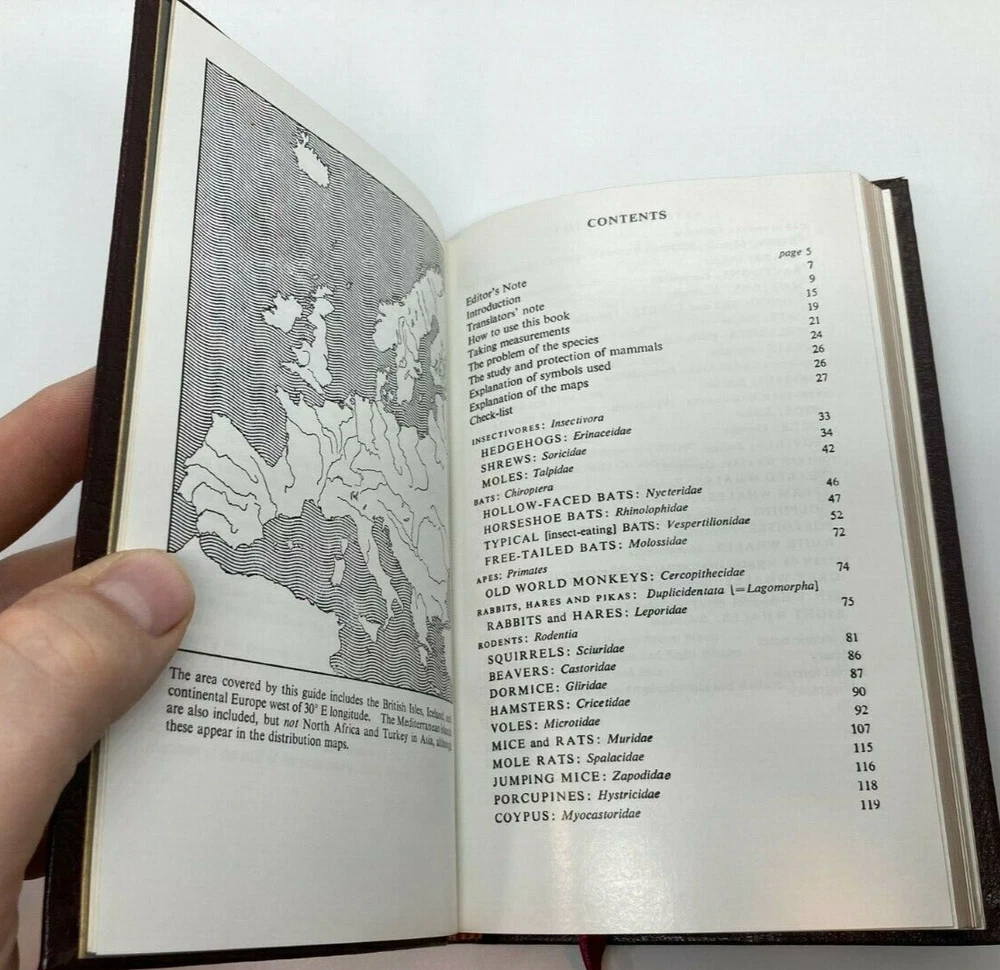 The area covered by this guide includes the British Isles, Iceland, and
continental Europe west of 30° E longitude. The Mediterranean islands
are also included, but not North Africa and Turkey in Asia, although
these appear in the distribution maps.
CONTENTS
Editor's Note page 5
Introduction 7
Translators' note 9
How to use this book 15
Taking measurements 19
The problem of the species 21
The study and protection of mammals 24
Explanation of symbols used 26
Explanation of the maps 26
Check-list 27
INSECTIVORES: Insectivora
HEDGEHOGS: Erinaceidae 33
SHREWS: Soricidae 34
MOLES: Talpidae 42
BATS: Chiroptera
HOLLOW-FACED BATS: Nycteridae 46
HORSESHOE BATS: Rhinolophidae 47
TYPICAL [insect-eating] BATS: Vespertilionidae 52
FREE-TAILED BATS: Molossidae 72
APES: Primates
OLD WORLD MONKEYS: Cercopithecidae 74
RABBITS, HARES AND PIKAS: Duplicidentata [=Lagomorpha]
RABBITS and HARES: Leporidae 75
RODENTS: Rodentia
SQUIRRELS: Sciuridae 81
BEAVERS: Castoridae 86
DORMICE: Gliridae 87
HAMSTERS: Cricetidae 90
VOLES: Microtidae 92
MICE and RATS: Muridae 107
MOLE RATS: Spalacidae 115
JUMPING MICE: Zapodidae 116
PORCUPINES: Hystricidae 118
COYPUS: Myocastoridae 119